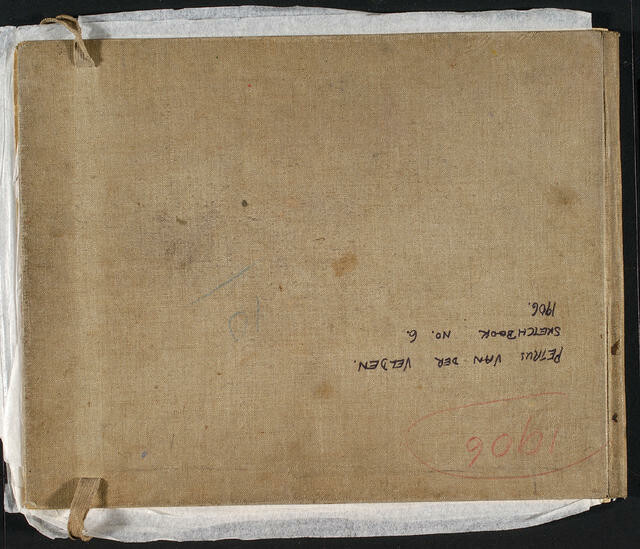 1906
PETRUS VAN DER VELDEN.
SKETCHBOOK NO. 6.
1906.